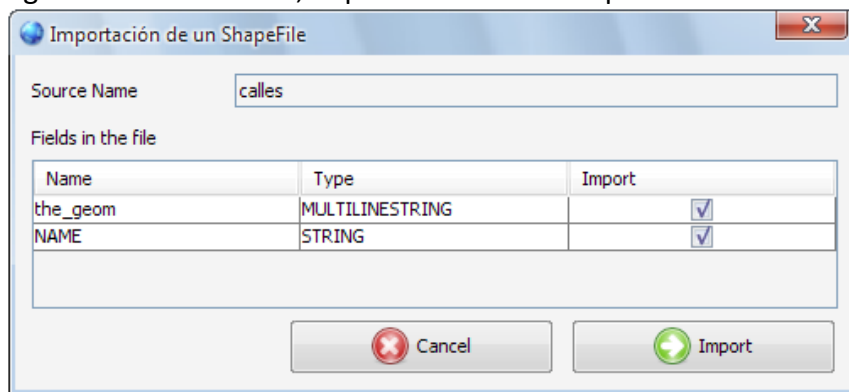 Importación de un ShapeFile
Source Name calles
Fields in the file
Name Type Import
the_geom MULTILINESTRING
NAME STRING
Cancel Import